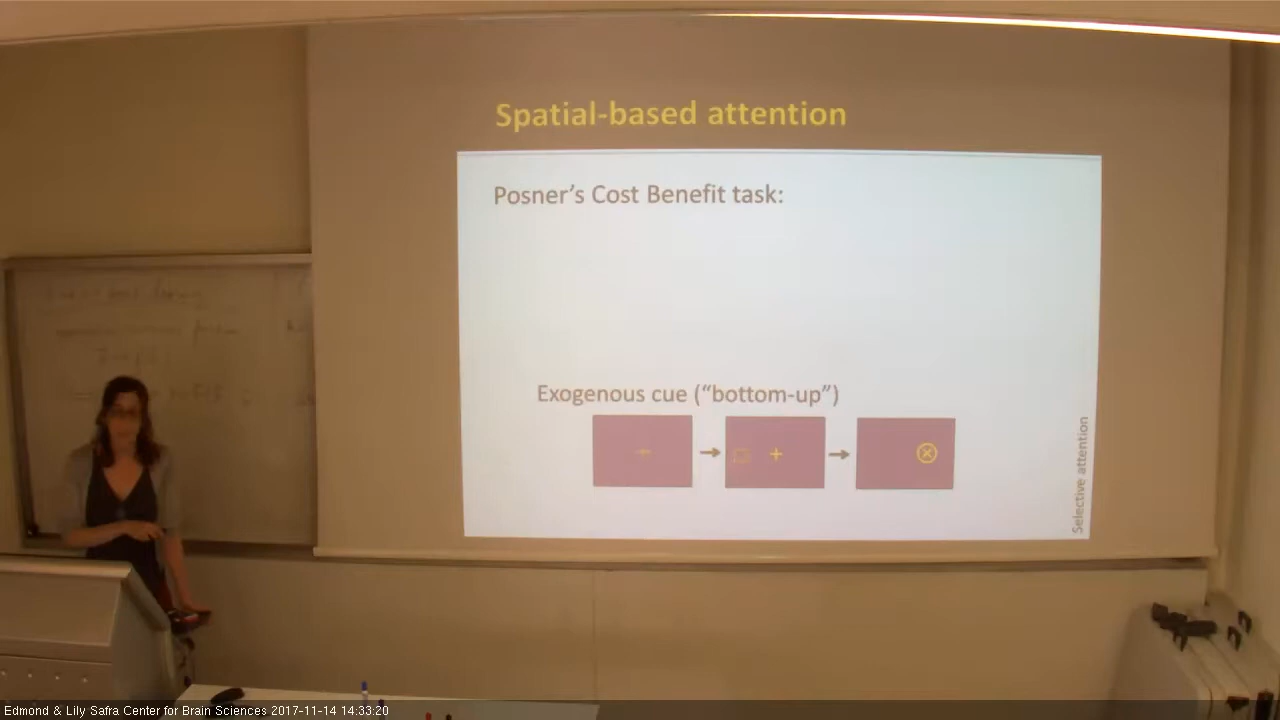 Spatial-based attention
Posner's Cost Benefit task:
Exogenous cue ("bottom-up")
Selective attention
Edmond & Lily Safra Center for Brain Sciences 2017-11-14 14:33:20